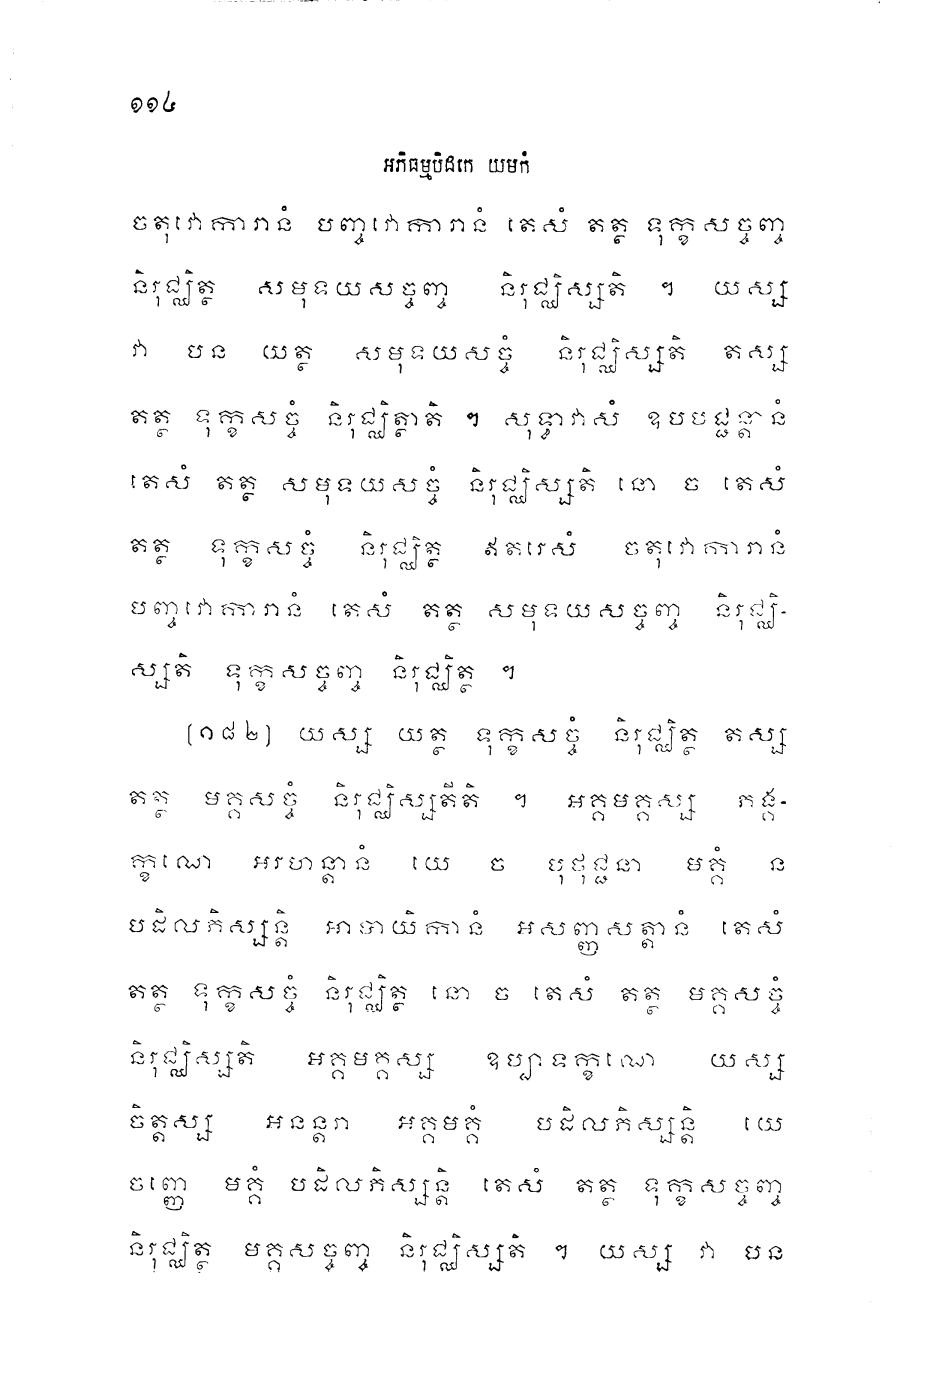 ១១៤
អភិធម្មបិដកេ យមកំ
ចតុវោការានំ បញ្ចវោការានំ តេសំ តត្ថ ទុក្ខសច្ចញ្ច
និរុជ្ឈិត្ថ សមុទយសច្ចញ្ច និរុជ្ឈិស្សតិ ។ យស្ស
វា បន យត្ថ សមុទយសច្ចំ និរុជ្ឈិស្សតិ តស្ស
តត្ថ ទុក្ខសច្ចំ និរុជ្ឈិត្ថាតិ ។ សុទ្ធាវាសំ ឧបបជ្ជន្តានំ
តេសំ តត្ថ សមុទយសច្ចំ និរុជ្ឈិស្សតិ នោ ច តេសំ
តត្ថ ទុក្ខសច្ចំ និរុជ្ឈិត្ថ ឥតរេសំ ចតុវោការានំ
បញ្ចវោការានំ តេសំ តត្ថ សមុទយសច្ចញ្ច និរុជ្ឈិ-
ស្សតិ ទុក្ខសច្ចញ្ច និរុជ្ឈិត្ថ ។
(១៨២) យស្ស យត្ថ ទុក្ខសច្ចំ និរុជ្ឈិត្ថ តស្ស
តត្ថ មគ្គសច្ចំ និរុជ្ឈិស្សតីតិ ។ អគ្គមគ្គស្ស ភង្គ-
ក្ខណេ អរហន្តានំ យេ ច បុថុជ្ជនា មគ្គំ ន
បដិលភិស្សន្តិ អាបាយិកានំ អសញ្ញសត្តានំ តេសំ
តត្ថ ទុក្ខសច្ចំ និរុជ្ឈិត្ថ នោ ច តេសំ តត្ថ មគ្គសច្ចំ
និរុជ្ឈិស្សតិ អគ្គមគ្គស្ស ឧប្បាទក្ខណេ យស្ស
ចិត្តស្ស អនន្តរា អគ្គមគ្គំ បដិលភិស្សន្តិ យេ
ចញ្ញេ មគ្គំ បដិលភិស្សន្តិ តេសំ តត្ថ ទុក្ខសច្ចញ្ច
និរុជ្ឈិត្ថ មគ្គសច្ចញ្ច និរុជ្ឈិស្សតិ ។ យស្ស វា បន